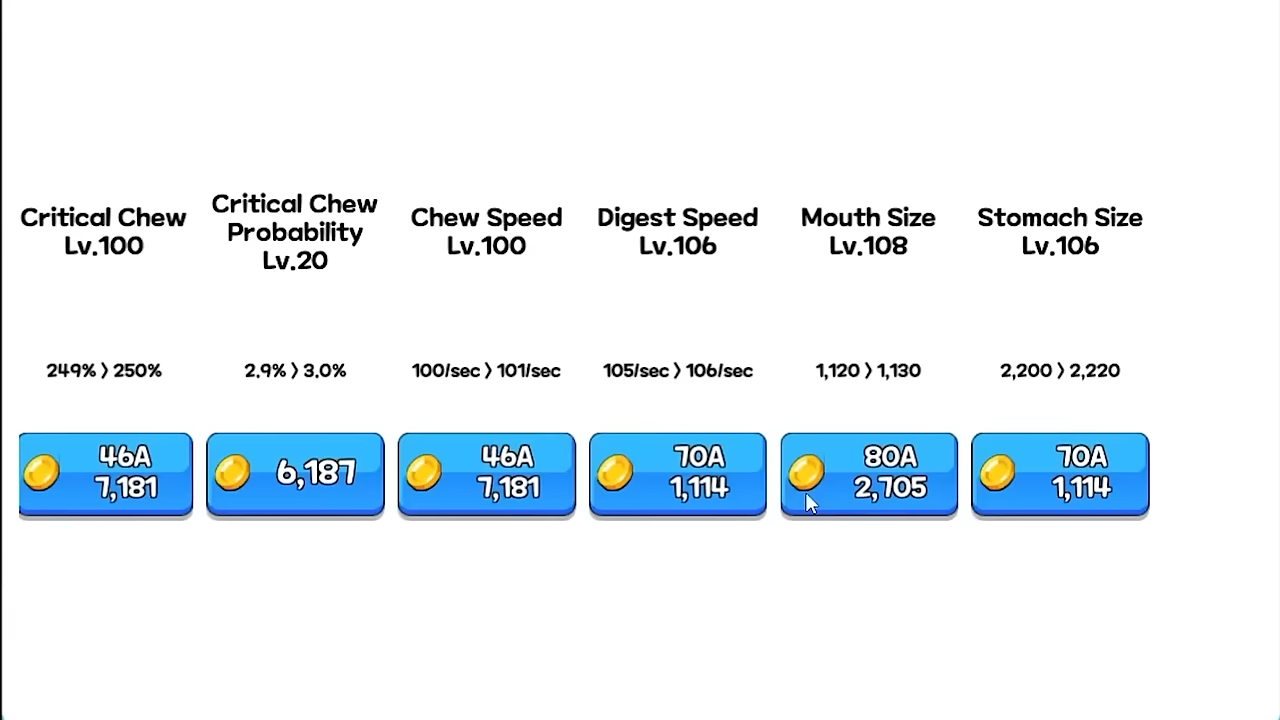 Critical Chew
Lv.100
Critical Chew
Probability
Lv.20
Chew Speed
Lv.100
Digest Speed
Lv.106
Mouth Size
Lv.108
Stomach Size
Lv.106
249% 〉 250%
2.9% 〉 3.0%
100/sec 〉 101/sec
105/sec 〉 106/sec
1,120 〉 1,130
2,200 〉 2,220
46A
7,181
6,187
46A
7,181
70A
1,114
80A
2,705
70A
1,114